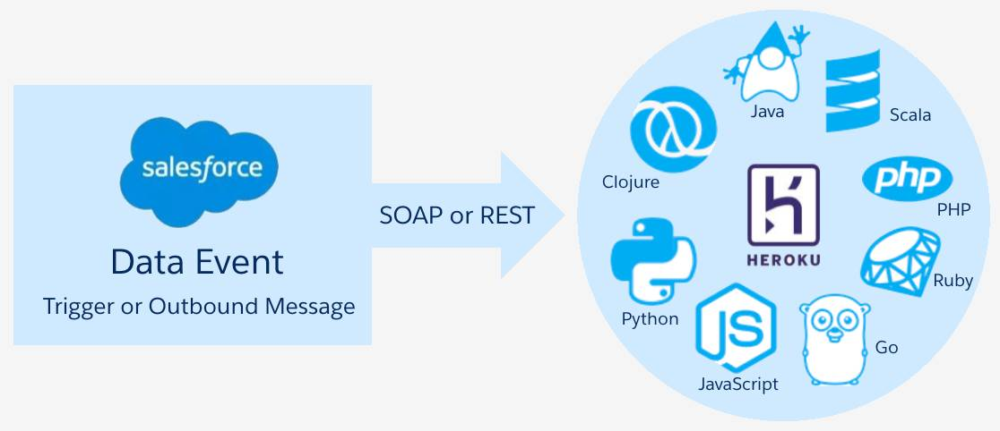 salesforce
Data Event
Trigger or Outbound Message
SOAP or REST
Java
Scala
Clojure
php
PHP
HEROKU
Ruby
Python
JS
Go
JavaScript